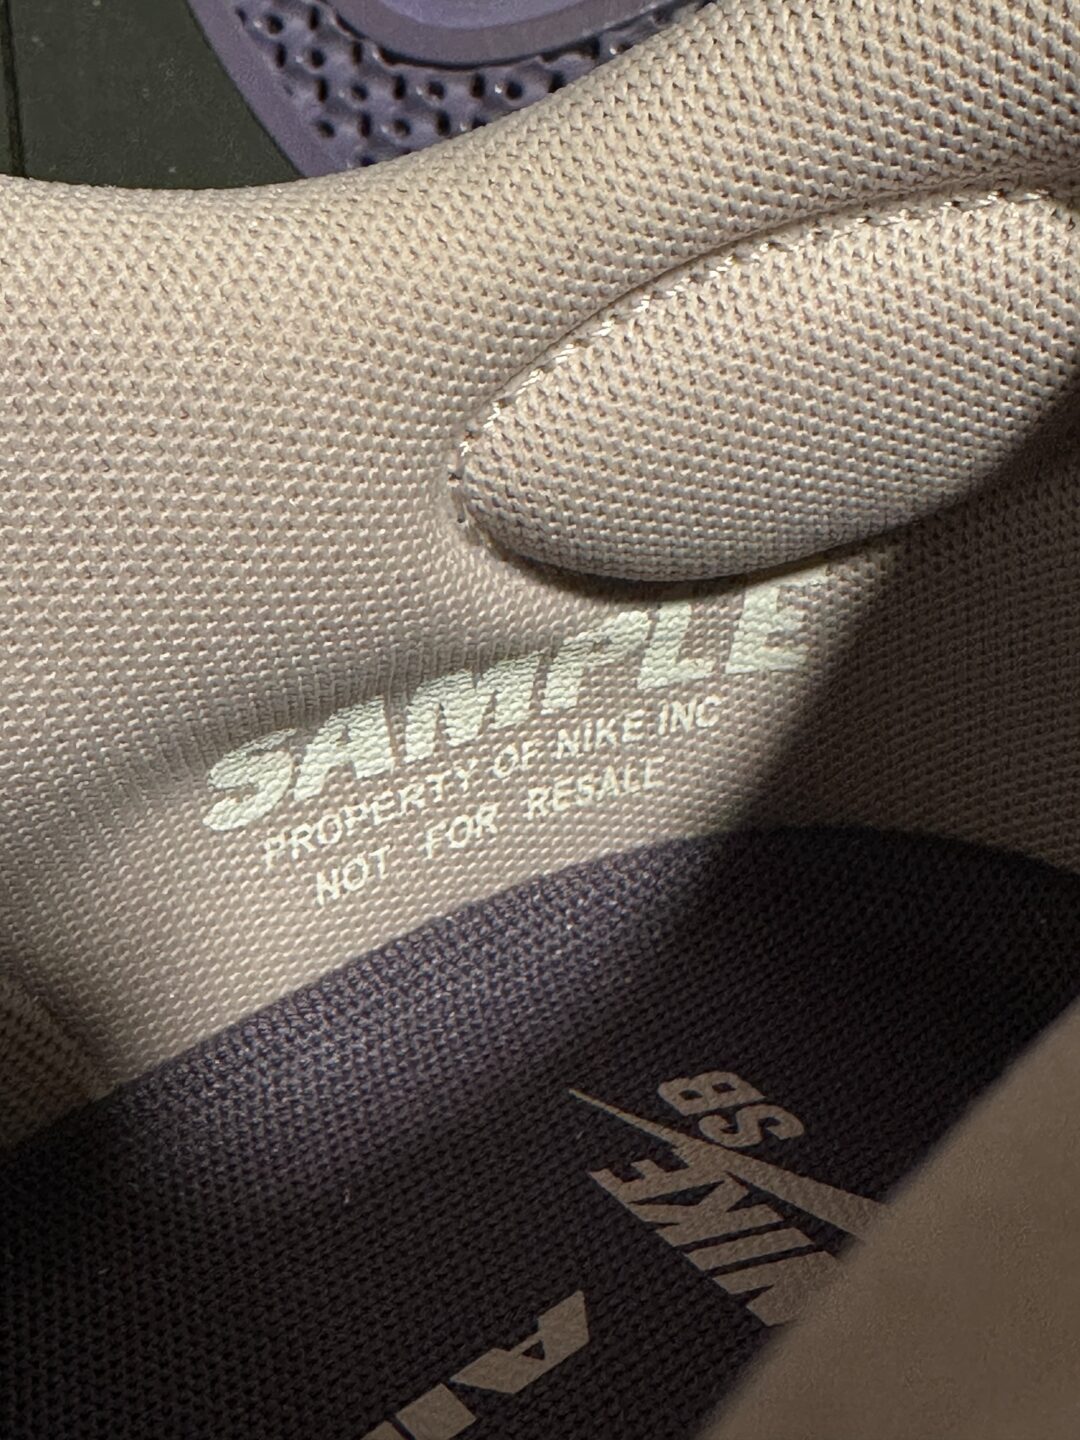 SAMPLE
PROPERTY OF NIKE INC
NOT FOR RESALE
NIKE
SB